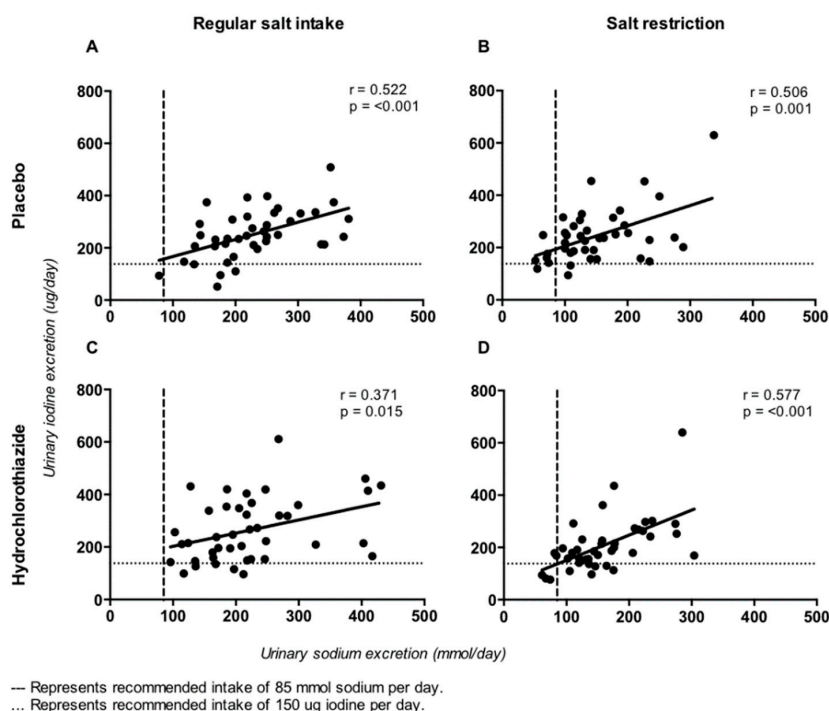 Regular salt intake
Salt restriction
A
B
800
600
400
200
0
r = 0.522
p = <0.001
0
100
200
300
400
500
800
600
400
200
0
r = 0.506
p = 0.001
0
100
200
300
400
500
Placebo
Urinary iodine excretion (ug/day)
C
D
800
600
400
200
0
r = 0.371
p = 0.015
0
100
200
300
400
500
800
600
400
200
0
r = 0.577
p = <0.001
0
100
200
300
400
500
Hydrochlorothiazide
Urinary sodium excretion (mmol/day)
--- Represents recommended intake of 85 mmol sodium per day.
... Represents recommended intake of 150 ug iodine per day.